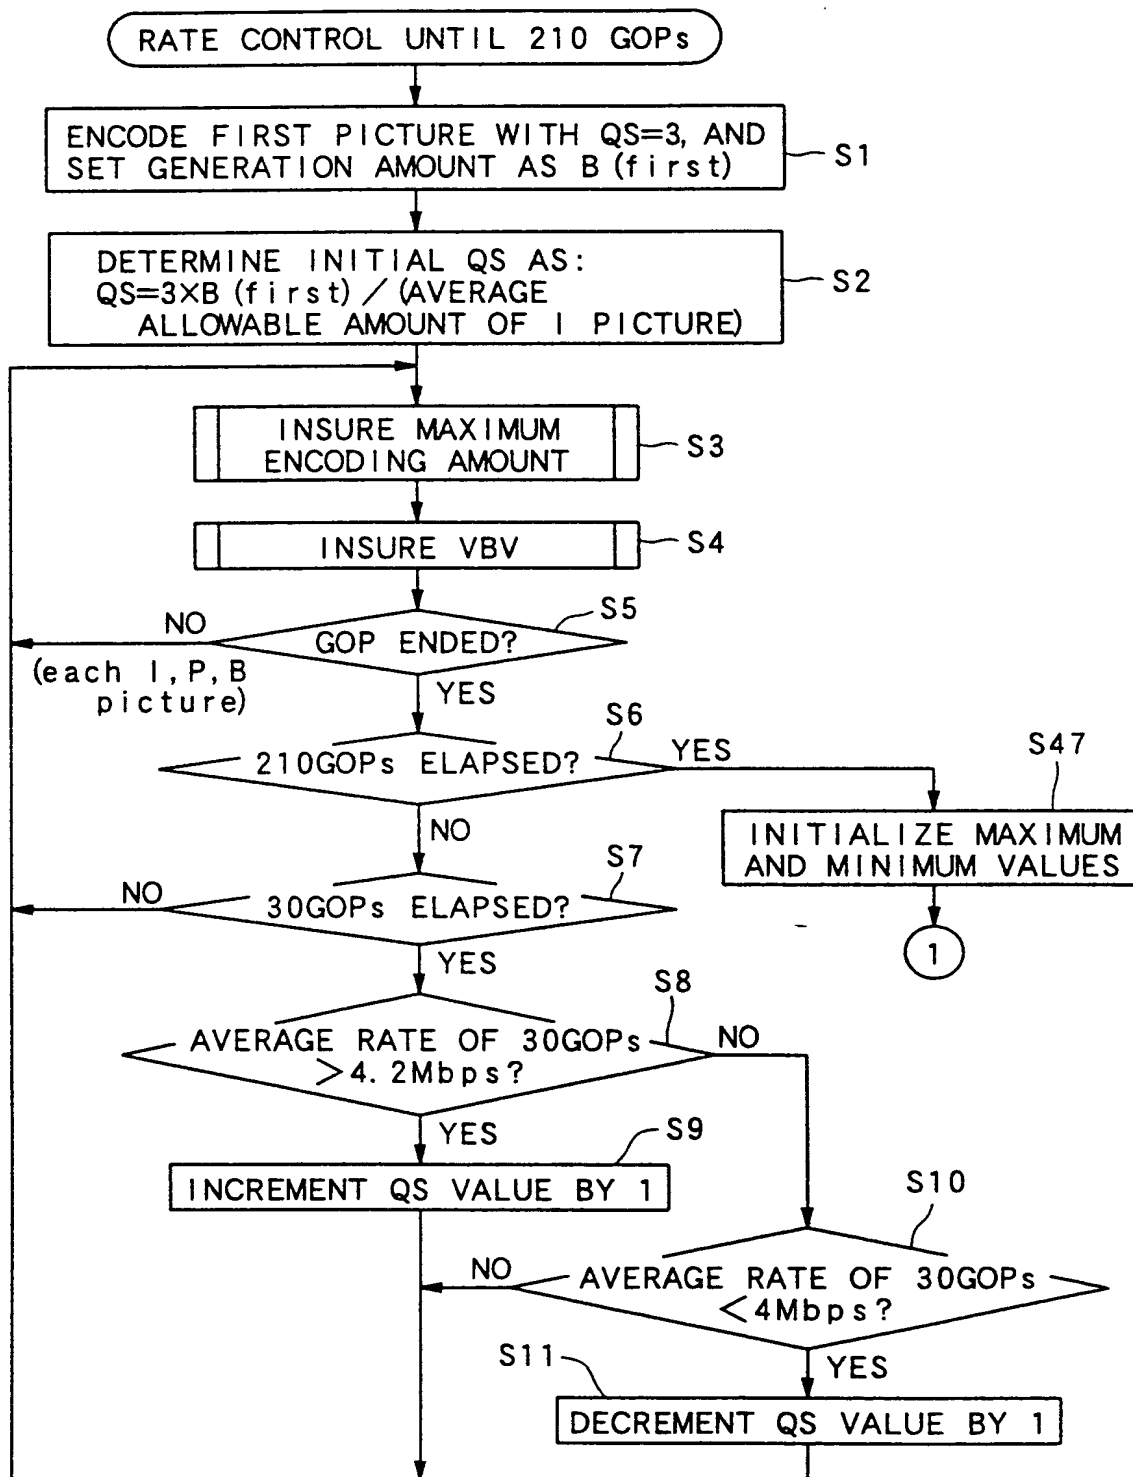 RATE CONTROL UNTIL 210 GOPs
ENCODE FIRST PICTURE WITH QS=3, AND
SET GENERATION AMOUNT AS B (first)
S1
DETERMINE INITIAL QS AS:
QS=3×B (first) / (AVERAGE
ALLOWABLE AMOUNT OF I PICTURE)
S2
INSURE MAXIMUM
ENCODING AMOUNT
S3
INSURE VBV
S4
S5
NO
GOP ENDED?
(each I, P, B
picture)
YES
S6
210GOPs ELAPSED?
YES
S47
NO
INITIALIZE MAXIMUM
AND MINIMUM VALUES
S7
NO
30GOPs ELAPSED?
1
YES
S8
AVERAGE RATE OF 30GOPs
>4. 2Mbps?
NO
YES
S9
INCREMENT QS VALUE BY 1
S10
NO
AVERAGE RATE OF 30GOPs
<4Mbps?
S11
YES
DECREMENT QS VALUE BY 1